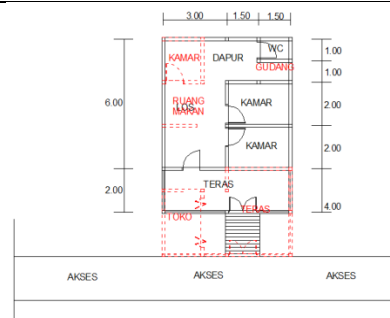 3.00 1.50 1.50
WC
KAMAR DAPUR
1.00
GUDANG
1.00
RUANG
MAKAN
LOS
KAMAR
6.00
2.00
KAMAR
2.00
TERAS
2.00
4.00
TOKO
TERAS
AKSES AKSES AKSES